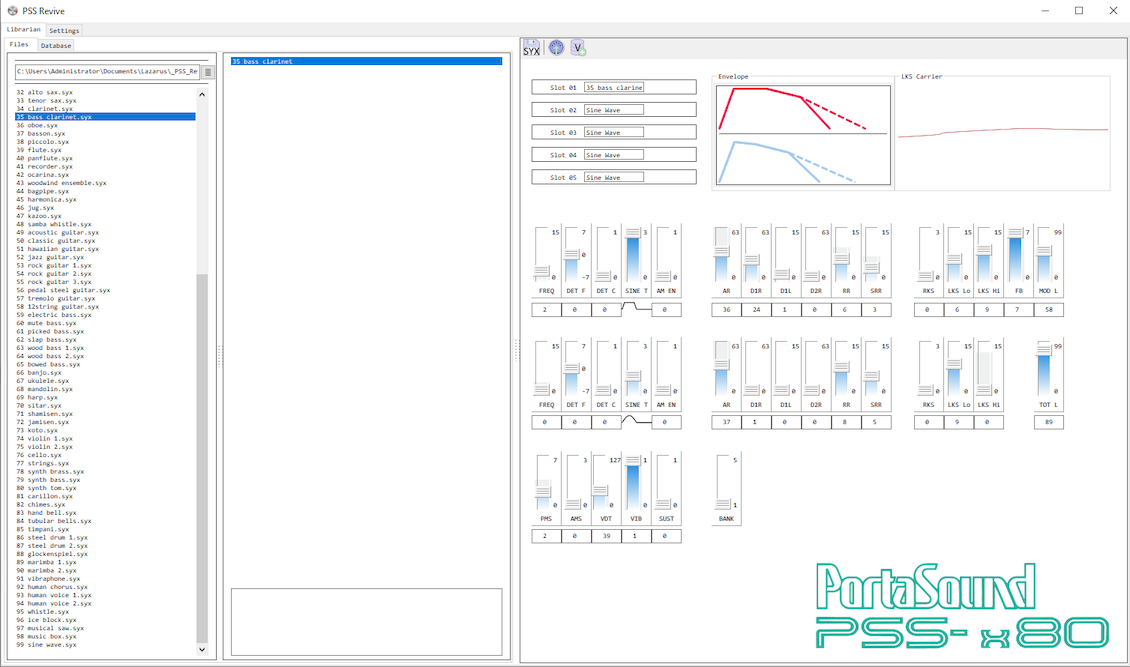 PSS Revive
Librarian Settings
Files Database
C:\Users\Administrator\Documents\Lazarus\_PSS_Re
32 alto sax.syx
33 tenor sax.syx
34 clarinet.syx
35 bass clarinet.syx
36 oboe.syx
37 basson.syx
38 piccolo.syx
39 flute.syx
40 panflute.syx
41 recorder.syx
42 ocarina.syx
43 woodwind ensemble.syx
44 bagpipe.syx
45 harmonica.syx
46 jug.syx
47 kazoo.syx
48 samba whistle.syx
49 acoustic guitar.syx
50 classic guitar.syx
51 hawaiian guitar.syx
52 jazz guitar.syx
53 rock guitar 1.syx
54 rock guitar 2.syx
55 rock guitar 3.syx
56 pedal steel guitar.syx
57 tremolo guitar.syx
58 12string guitar.syx
59 electric bass.syx
60 mute bass.syx
61 picked bass.syx
62 slap bass.syx
63 wood bass 1.syx
64 wood bass 2.syx
65 bowed bass.syx
66 banjo.syx
67 ukulele.syx
68 mandolin.syx
69 harp.syx
70 sitar.syx
71 shamisen.syx
72 jamisen.syx
73 koto.syx
74 violin 1.syx
75 violin 2.syx
76 cello.syx
77 strings.syx
78 synth brass.syx
79 synth bass.syx
80 synth tom.syx
81 carillon.syx
82 chimes.syx
83 hand bell.syx
84 tubular bells.syx
85 timpani.syx
86 steel drum 1.syx
87 steel drum 2.syx
88 glockenspiel.syx
89 marimba 1.syx
90 marimba 2.syx
91 vibraphone.syx
92 human chorus.syx
93 human voice 1.syx
94 human voice 2.syx
95 whistle.syx
96 ice block.syx
97 musical saw.syx
98 music box.syx
99 sine wave.syx
35 bass clarinet
SYX V
Slot 01 35 bass clarine
Slot 02 Sine Wave
Slot 03 Sine Wave
Slot 04 Sine Wave
Slot 05 Sine Wave
Envelope LKS Carrier
15 7 1 3 1 63 63 15 63 15 15 3 15 15 7 99
0 0 -7 0 0 0 0 0 0 0 0 0 0 0 0 0 0
FREQ DET F DET C SINE T AM EN AR D1R D1L D2R RR SRR RKS LKS Lo LKS Hi FB MOD L
2 0 0 0 36 24 1 0 6 3 0 6 9 7 58
15 7 1 3 1 63 63 15 63 15 15 3 15 15 99
0 0 -7 0 0 0 0 0 0 0 0 0 0 0 0 0
FREQ DET F DET C SINE T AM EN AR D1R D1L D2R RR SRR RKS LKS Lo LKS Hi TOT L
0 0 0 0 37 1 0 0 8 5 0 9 0 89
7 3 127 1 1 5
0 0 0 0 0 1
PMS AMS VDT VIB SUST BANK
2 0 39 1 0
PortaSound
PSS-x80